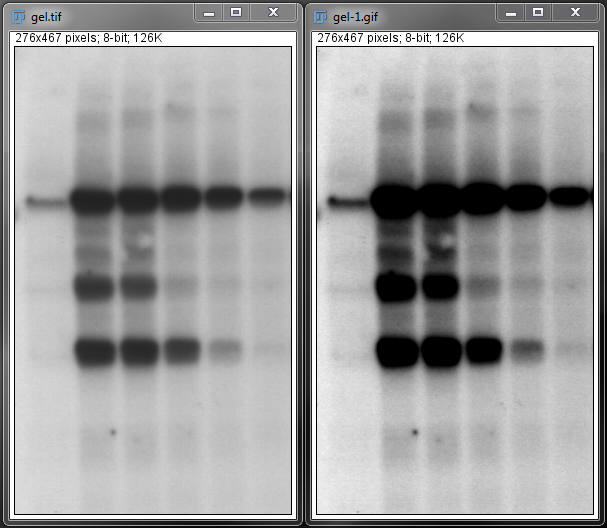 gel.tif
276x467 pixels; 8-bit; 126K
gel-1.gif
276x467 pixels; 8-bit; 126K